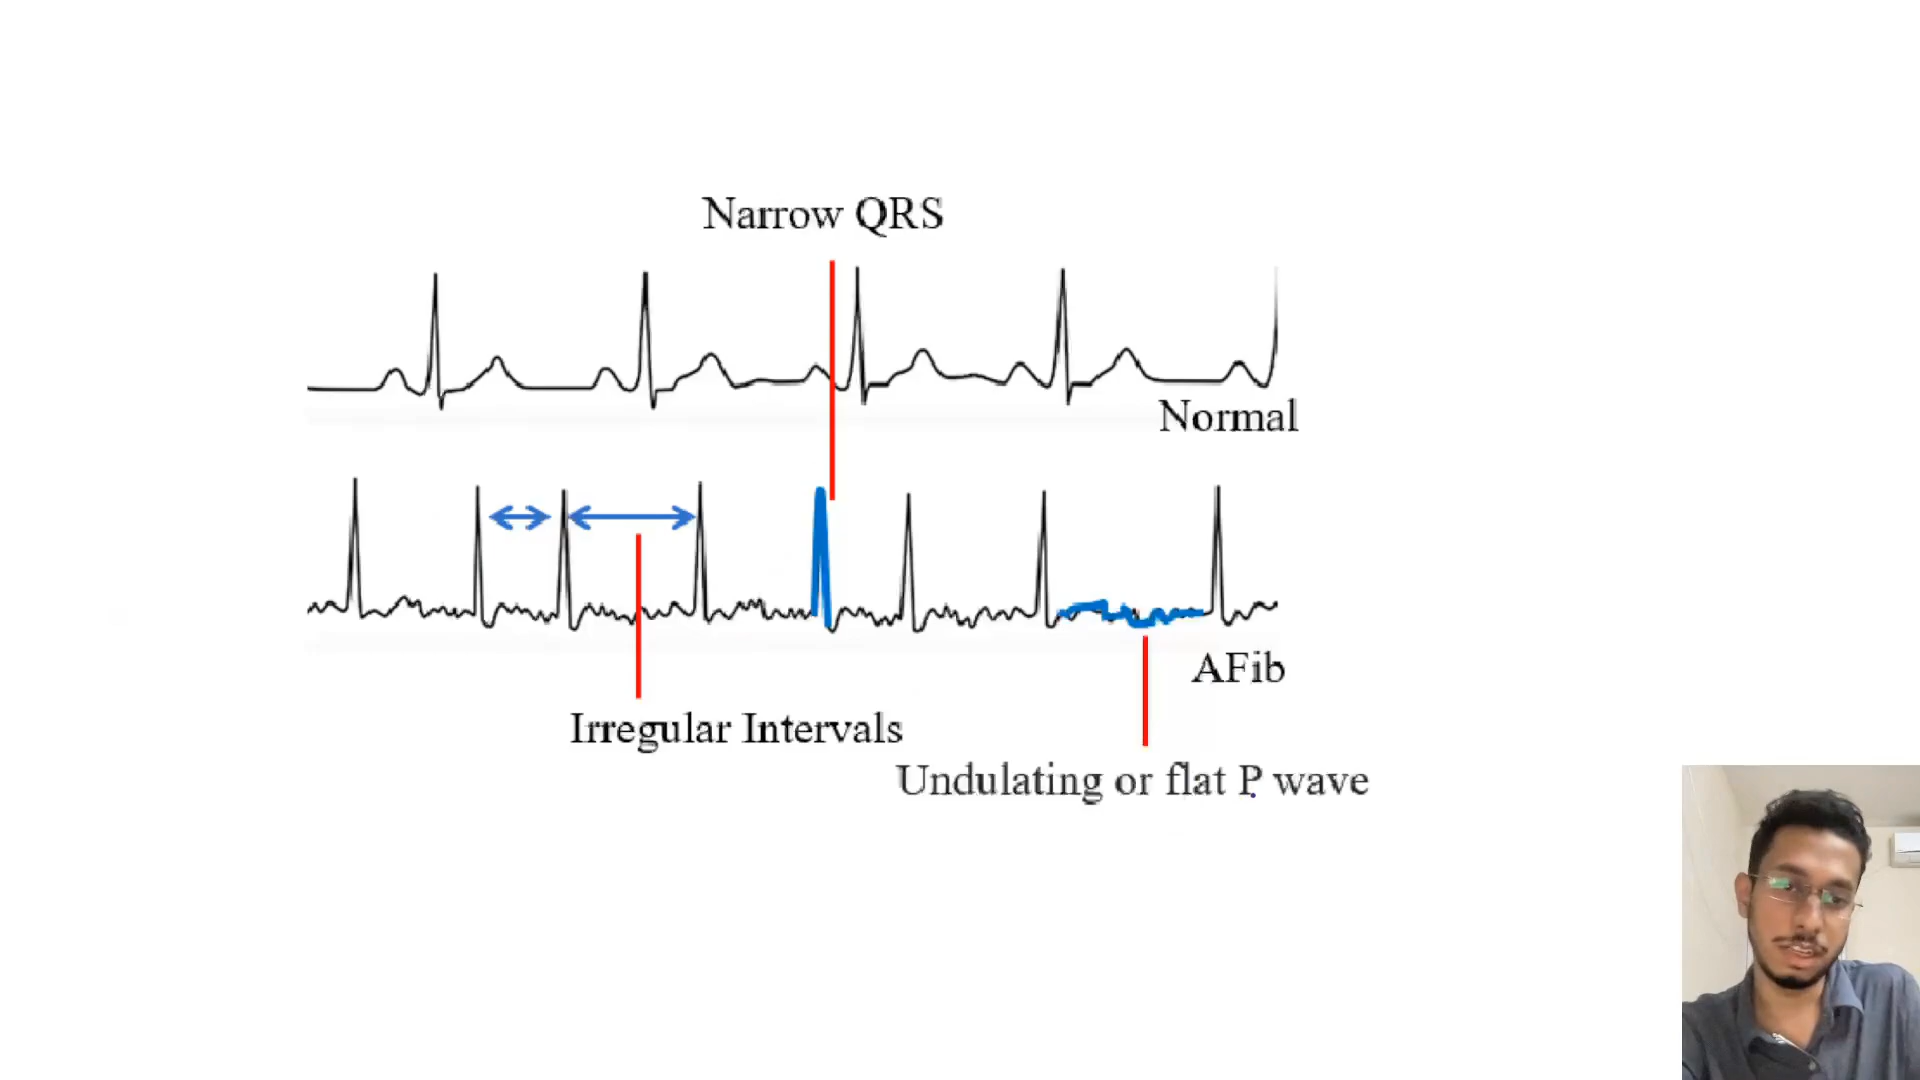 Narrow QRS
Normal
AFib
Irregular Intervals
Undulating or flat P wave